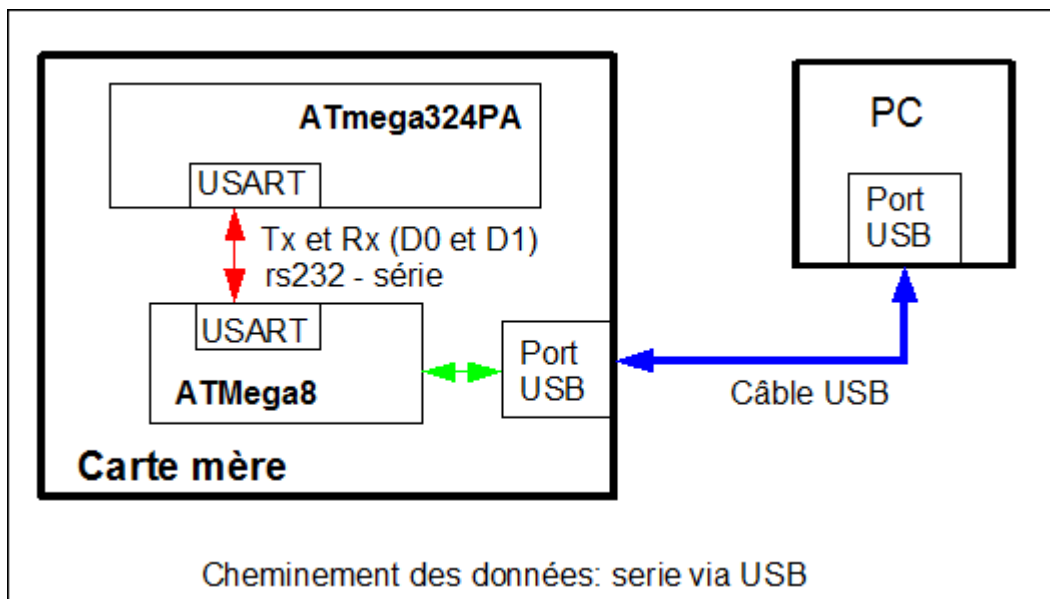 ATmega324PA
USART
Tx et Rx (D0 et D1)
rs232 - série
USART
ATMega8
Port
USB
Carte mère
PC
Port
USB
Câble USB
Cheminement des données: serie via USB